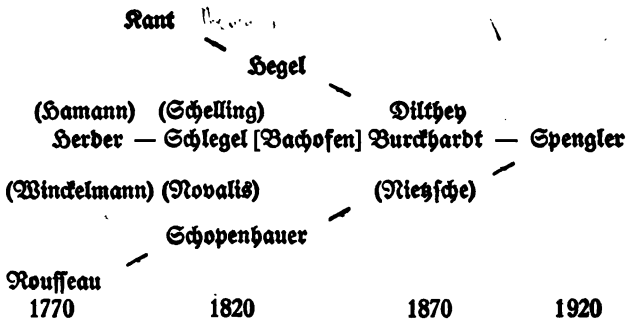 Kant
Hegel
(Hamann) (Schelling) Dilthey
Herder — Schlegel [Bachofen] Burckhardt — Spengler
(Winckelmann) (Novalis) (Nietzsche)
Schopenhauer
Rousseau
1770 1820 1870 1920